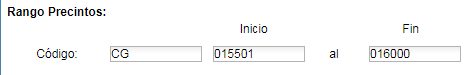 Rango Precintos:
Inicio Fin
Código: CG 015501 al 016000